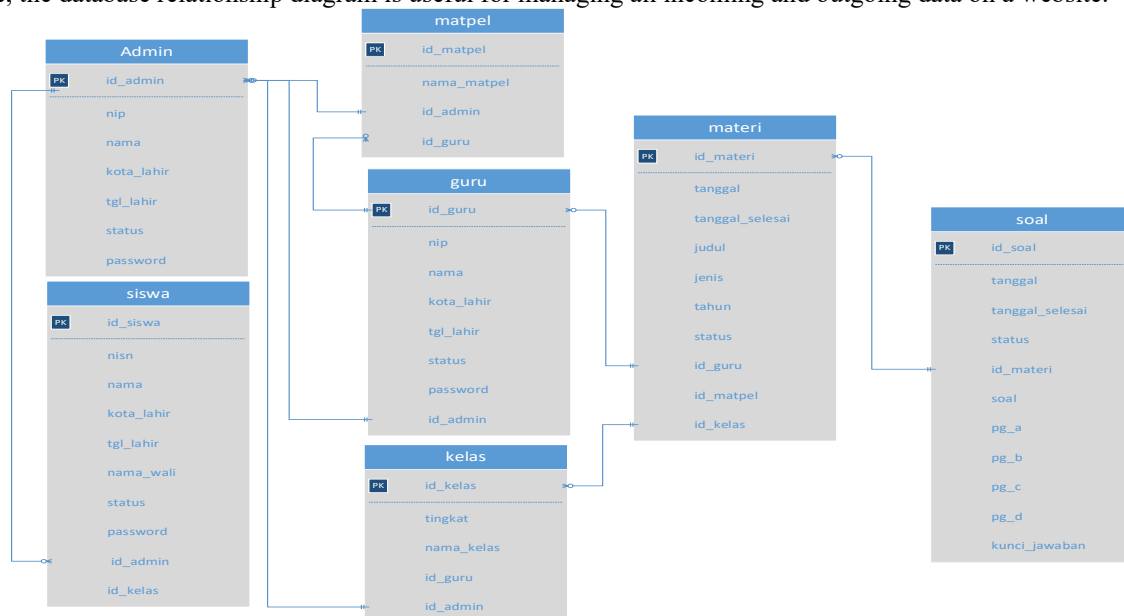 the database relationship diagram is useful for managing all incoming and outgoing data on a website.
Admin
PK id_admin
nip
nama
kota_lahir
tgl_lahir
status
password
siswa
PK id_siswa
nisn
nama
kota_lahir
tgl_lahir
nama_wali
status
password
id_admin
id_kelas
matpel
PK id_matpel
nama_matpel
id_admin
id_guru
guru
PK id_guru
nip
nama
kota_lahir
tgl_lahir
status
password
id_admin
kelas
PK id_kelas
tingkat
nama_kelas
id_guru
id_admin
materi
PK id_materi
tanggal
tanggal_selesai
judul
jenis
tahun
status
id_guru
id_matpel
id_kelas
soal
PK id_soal
tanggal
tanggal_selesai
status
id_materi
soal
pg_a
pg_b
pg_c
pg_d
kunci_jawaban